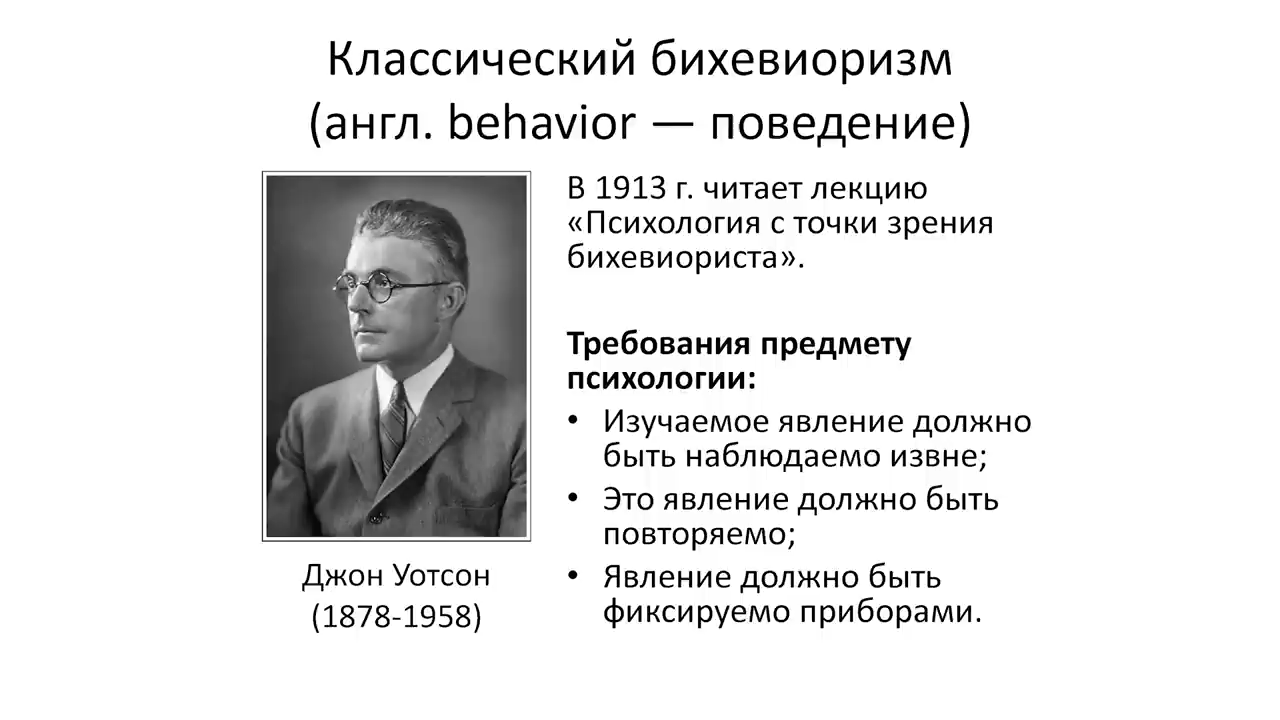 Классический бихевиоризм
(англ. behavior — поведение)
В 1913 г. читает лекцию
«Психология с точки зрения
бихевиориста».
Требования предмету
психологии:
• Изучаемое явление должно
быть наблюдаемо извне;
• Это явление должно быть
повторяемо;
• Явление должно быть
фиксируемо приборами.
Джон Уотсон
(1878-1958)